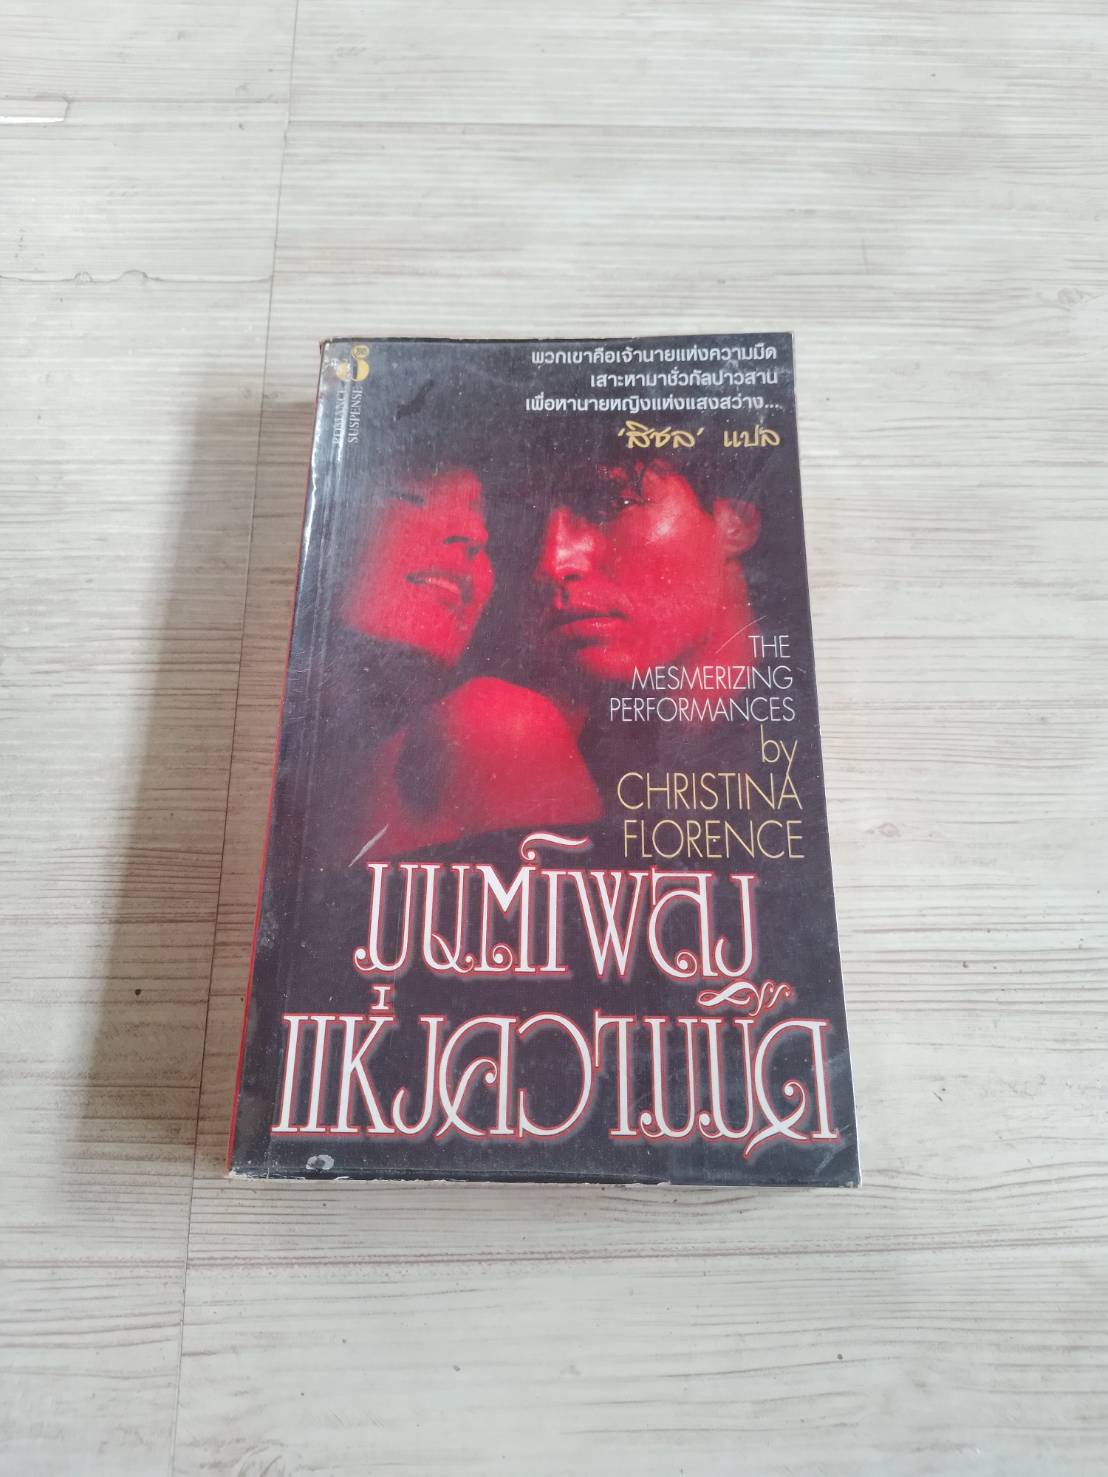 พวกเขาคือเจ้านายแห่งความมืด
เสาะหามาชั่วกัลปาวสาน
เพื่อหานายหญิงแห่งแสงสว่าง...
'สิชล' แปล
ROMANCE
SUSPENSE
THE
MESMERIZING
PERFORMANCES
by
CHRISTINA
FLORENCE
มนต์เพลง
แห่งความมืด